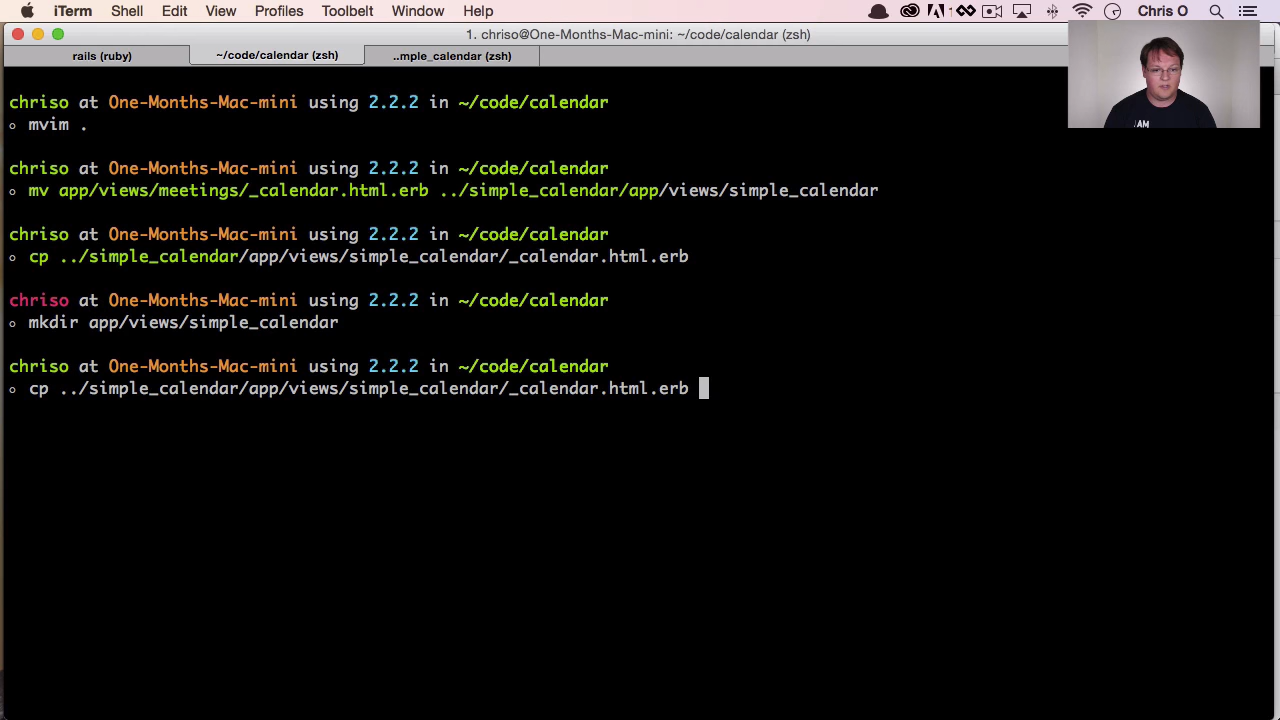 iTerm Shell Edit View Profiles Toolbelt Window Help Chris O
1. chriso@One-Months-Mac-mini: ~/code/calendar (zsh)
rails (ruby) ~/code/calendar (zsh) ..mple_calendar (zsh)
chriso at One-Months-Mac-mini using 2.2.2 in ~/code/calendar
∘ mvim .
chriso at One-Months-Mac-mini using 2.2.2 in ~/code/calendar
∘ mv app/views/meetings/_calendar.html.erb ../simple_calendar/app/views/simple_calendar
chriso at One-Months-Mac-mini using 2.2.2 in ~/code/calendar
∘ cp ../simple_calendar/app/views/simple_calendar/_calendar.html.erb
chriso at One-Months-Mac-mini using 2.2.2 in ~/code/calendar
∘ mkdir app/views/simple_calendar
chriso at One-Months-Mac-mini using 2.2.2 in ~/code/calendar
∘ cp ../simple_calendar/app/views/simple_calendar/_calendar.html.erb
I AM